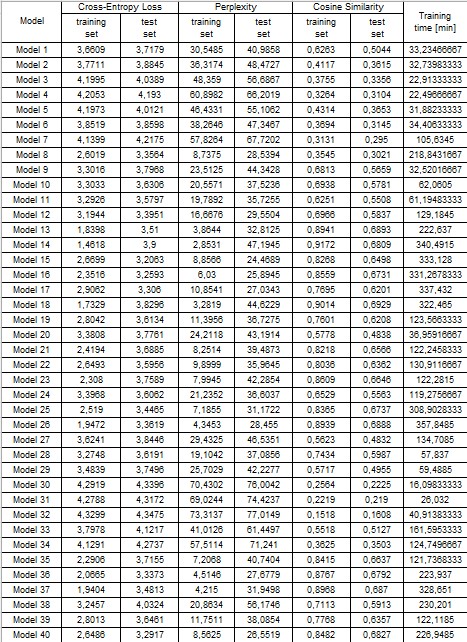 Model Cross-Entropy Loss Perplexity Cosine Similarity Training time [min]
training set test set training set test set training set test set
Model 1 3,6609 3,7179 30,5485 40,9858 0,6263 0,5044 33,23466667
Model 2 3,7711 3,8845 36,3174 48,4727 0,4117 0,3615 32,73983333
Model 3 4,1995 4,0389 48,359 56,6867 0,3755 0,3356 22,91333333
Model 4 4,2053 4,193 60,8982 66,2019 0,3264 0,3104 22,49666667
Model 5 4,1973 4,0121 46,4331 55,1062 0,4314 0,3653 31,88233333
Model 6 3,8519 3,8598 38,2646 47,3467 0,3694 0,3145 34,40633333
Model 7 4,1399 4,2175 57,8264 67,7202 0,3131 0,295 105,6345
Model 8 2,6019 3,3564 8,7375 28,5394 0,3545 0,3021 218,8431667
Model 9 3,3016 3,7968 23,5125 44,3428 0,6813 0,5659 32,52016667
Model 10 3,3033 3,6306 20,5571 37,5236 0,6938 0,5781 62,0605
Model 11 3,2926 3,5797 19,7892 35,7255 0,6251 0,5508 61,19483333
Model 12 3,1944 3,3951 16,6676 29,5504 0,6966 0,5837 129,1845
Model 13 1,8398 3,51 3,8644 32,8125 0,8941 0,6893 222,637
Model 14 1,4618 3,9 2,8531 47,1945 0,9172 0,6809 340,4915
Model 15 2,6699 3,2063 8,8566 24,4689 0,8268 0,6498 333,128
Model 16 2,3516 3,2593 6,03 25,8945 0,8559 0,6731 331,2678333
Model 17 2,9062 3,306 10,8541 27,0343 0,7695 0,6201 337,432
Model 18 1,7329 3,8296 3,2819 44,6229 0,9014 0,6929 322,465
Model 19 2,8042 3,6134 11,3956 36,7275 0,7601 0,6208 123,5663333
Model 20 3,3808 3,7761 24,2118 43,1914 0,5778 0,4838 36,95916667
Model 21 2,4194 3,6885 8,2514 39,4873 0,8218 0,6566 122,2458333
Model 22 2,6493 3,5956 9,8999 35,9645 0,8036 0,6362 130,9116667
Model 23 2,308 3,7589 7,9945 42,2854 0,8609 0,6646 122,2815
Model 24 3,3968 3,6062 21,2352 36,6037 0,6529 0,5563 119,2756667
Model 25 2,519 3,4465 7,1855 31,1722 0,8365 0,6737 308,9028333
Model 26 1,9472 3,3619 4,3453 28,455 0,8939 0,6888 357,8485
Model 27 3,6241 3,8446 29,4325 46,5351 0,5623 0,4832 134,7085
Model 28 3,2748 3,6191 19,1042 37,0856 0,7434 0,5987 57,837
Model 29 3,4839 3,7496 25,7029 42,2277 0,5717 0,4955 59,4885
Model 30 4,2919 4,3396 70,4302 76,0042 0,2564 0,2225 16,09833333
Model 31 4,2788 4,3172 69,0244 74,4237 0,2219 0,219 26,032
Model 32 4,3299 4,3475 73,3137 77,0149 0,1518 0,1608 40,91383333
Model 33 3,7978 4,1217 41,0126 61,4497 0,5518 0,5127 161,5953333
Model 34 4,1291 4,2737 57,5114 71,241 0,3625 0,3503 124,7496667
Model 35 2,2906 3,7155 7,2068 40,7404 0,8415 0,6637 121,7368333
Model 36 2,0665 3,3373 4,5146 27,6779 0,8767 0,6792 223,937
Model 37 1,9404 3,4813 4,215 31,9498 0,8968 0,687 328,651
Model 38 3,2457 4,0324 20,8634 56,1746 0,7113 0,5913 230,201
Model 39 2,8013 3,6461 11,7511 38,0854 0,7768 0,6357 122,1185
Model 40 2,6486 3,2917 8,5625 26,5519 0,8482 0,6827 226,9485